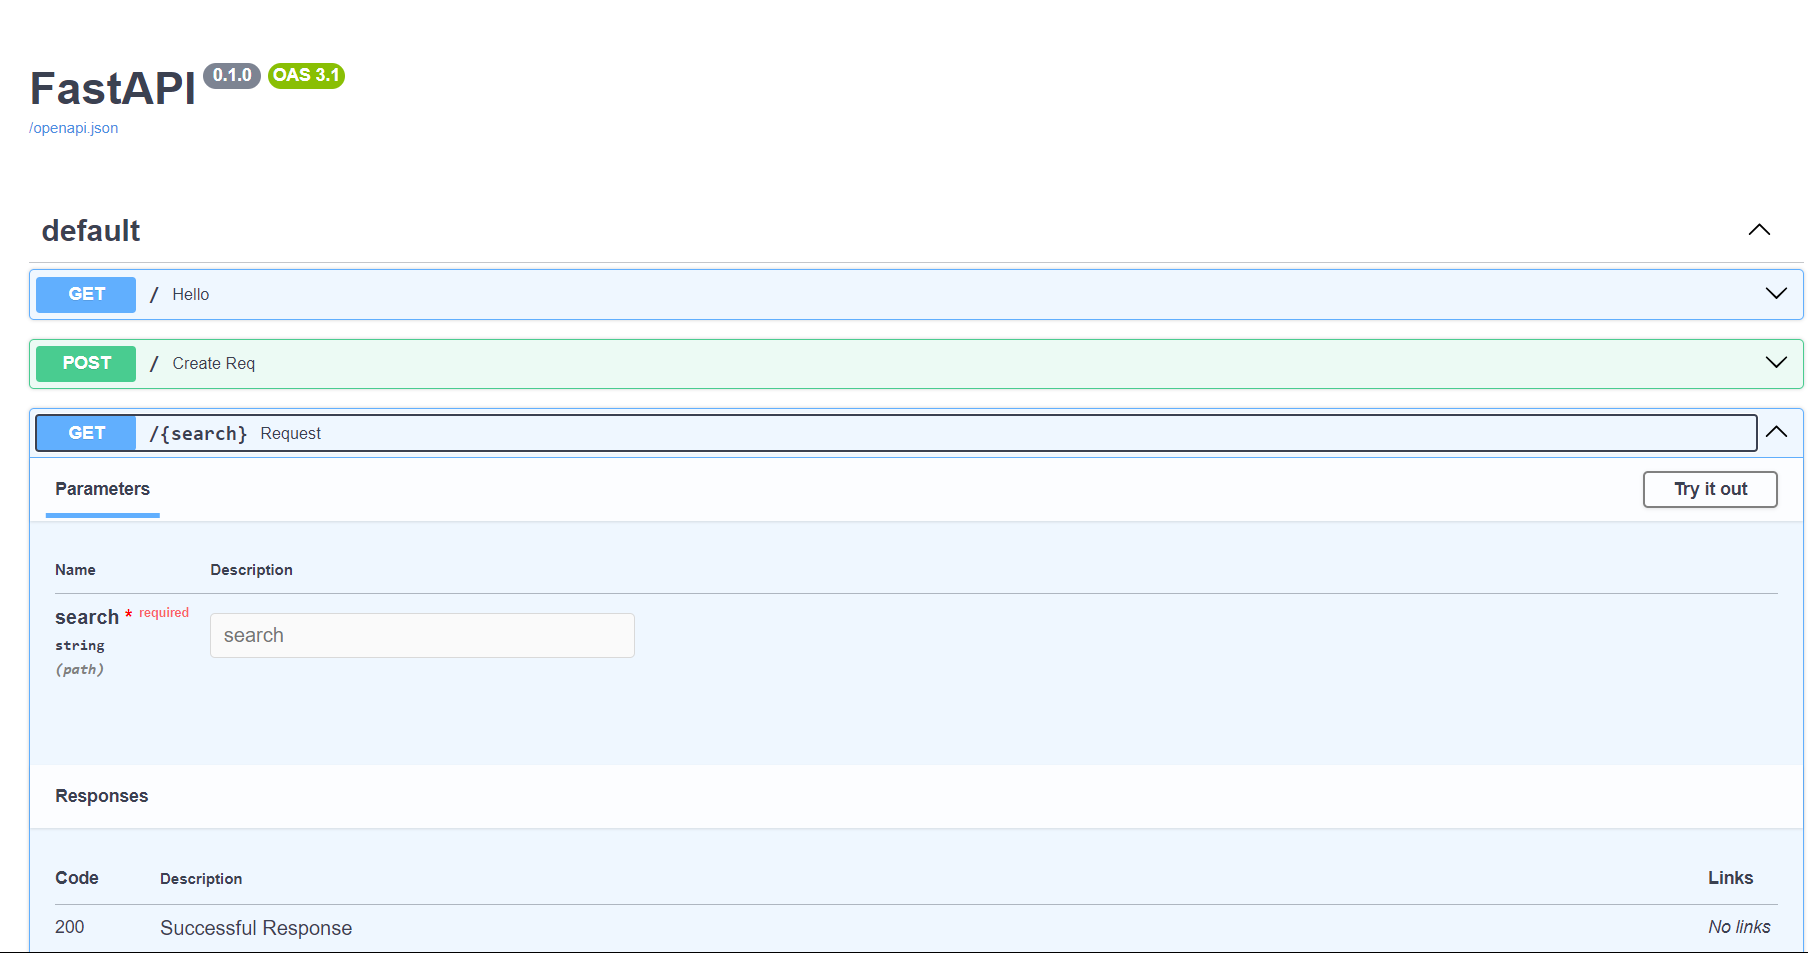 FastAPI 0.1.0 OAS 3.1
/openapi.json
default
GET / Hello
POST / Create Req
GET /{search} Request
Parameters Try it out
Name Description
search * required search
string
(path)
Responses
Code Description Links
200 Successful Response No links